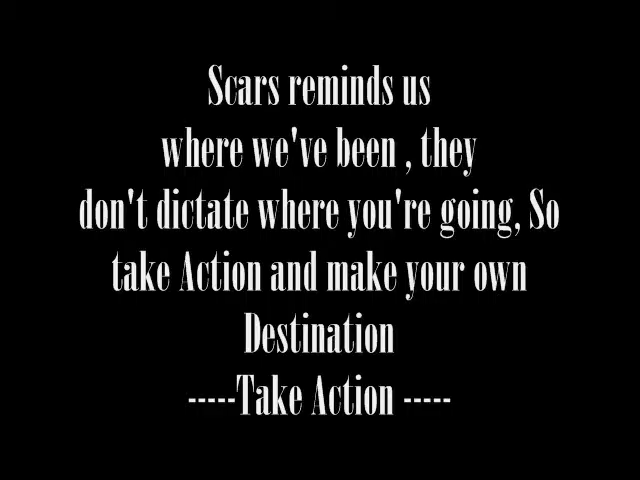 Scars reminds us
where we've been , they
don't dictate where you're going, So
take Action and make your own
Destination
-----Take Action -----